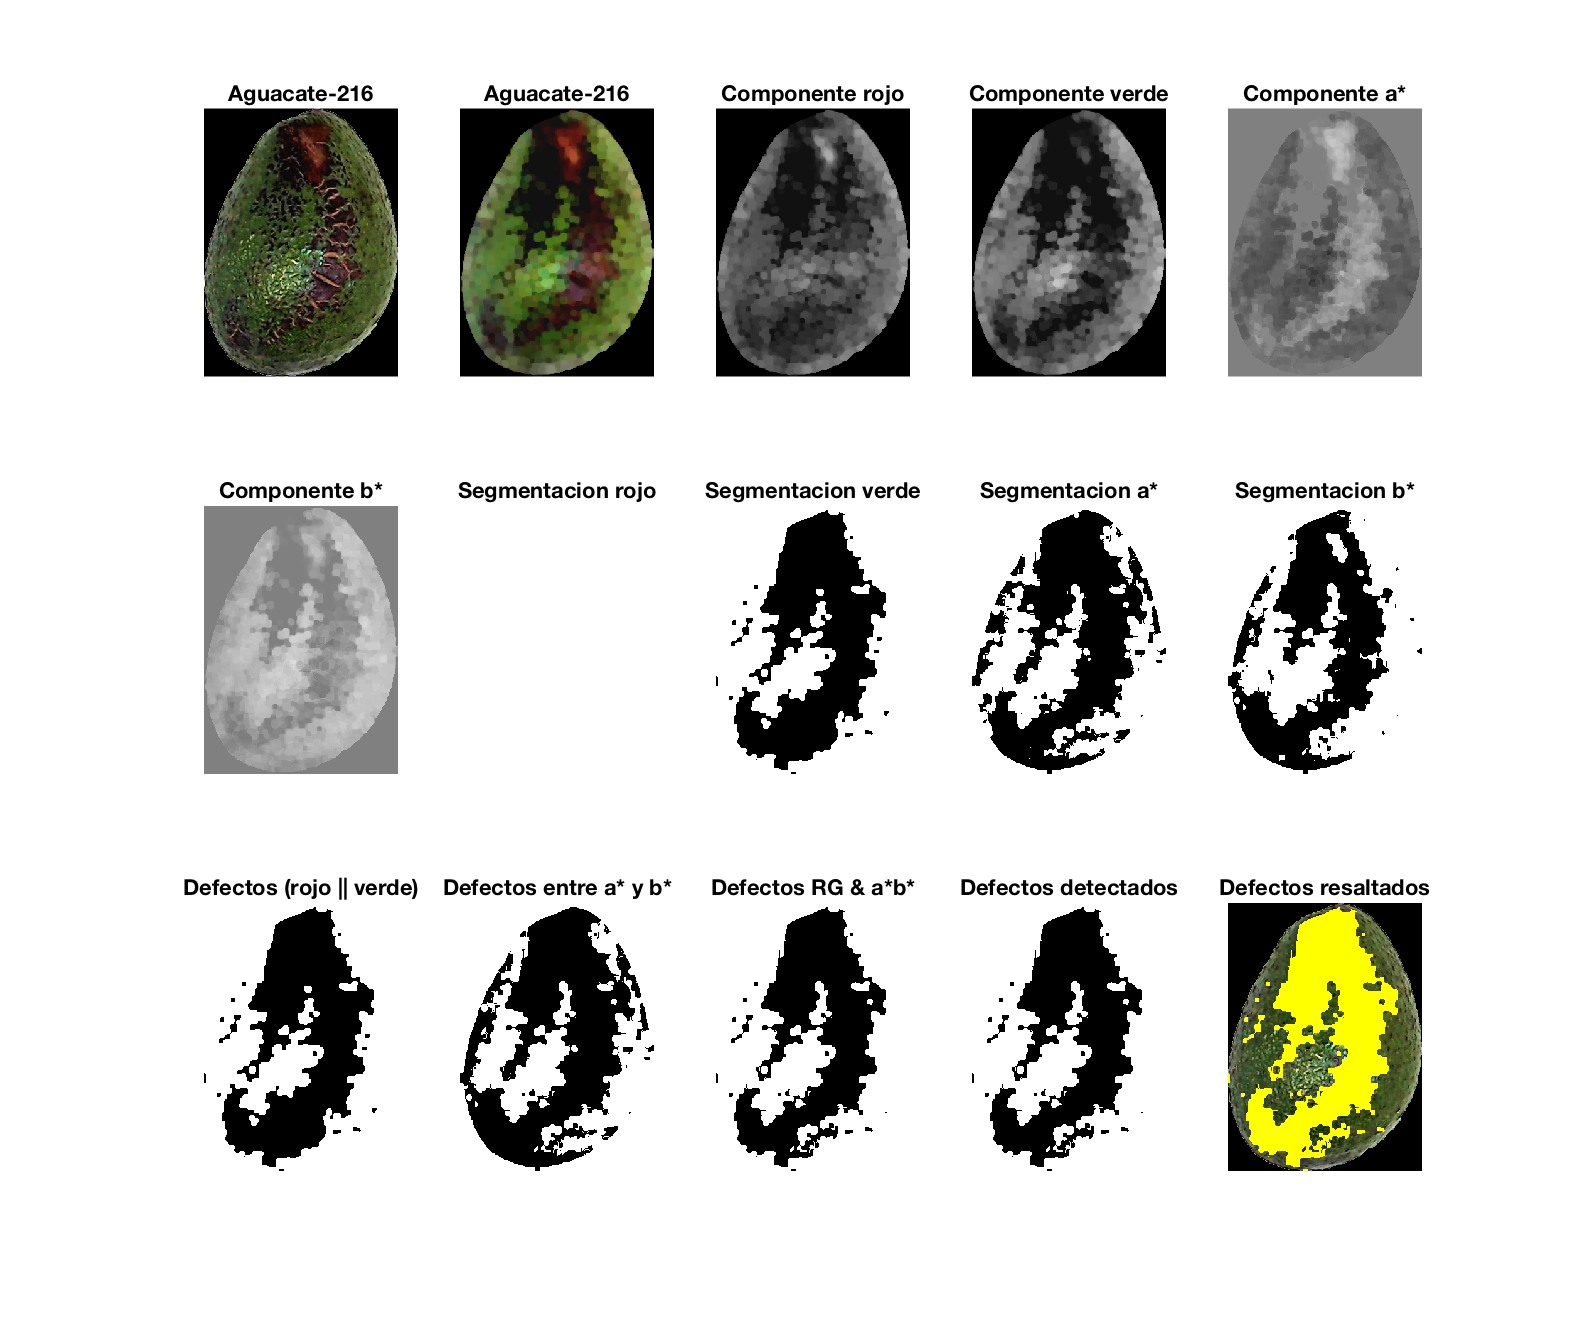 Aguacate-216
Aguacate-216
Componente rojo
Componente verde
Componente a*
Componente b*
Segmentacion rojo
Segmentacion verde
Segmentacion a*
Segmentacion b*
Defectos (rojo || verde)
Defectos entre a* y b*
Defectos RG & a*b*
Defectos detectados
Defectos resaltados